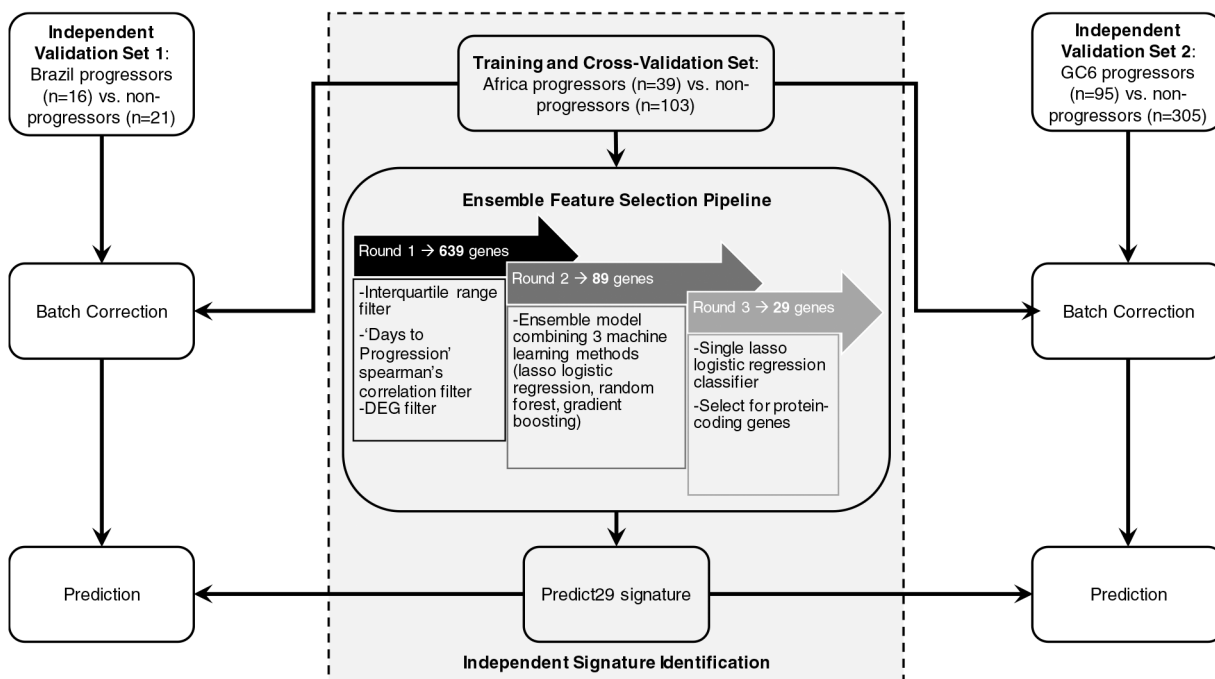 Independent
Validation Set 1:
Brazil progressors
(n=16) vs. non-
progressors (n=21)
Batch Correction
Prediction
Training and Cross-Validation Set:
Africa progressors (n=39) vs. non-
progressors (n=103)
Ensemble Feature Selection Pipeline
Round 1 → 639 genes
-Interquartile range
filter
-‘Days to
Progression’
spearman’s
correlation filter
-DEG filter
Round 2 → 89 genes
-Ensemble model
combining 3 machine
learning methods
(lasso logistic
regression, random
forest, gradient
boosting)
Round 3 → 29 genes
-Single lasso
logistic regression
classifier
-Select for protein-
coding genes
Predict29 signature
Independent Signature Identification
Independent
Validation Set 2:
GC6 progressors
(n=95) vs. non-
progressors (n=305)
Batch Correction
Prediction